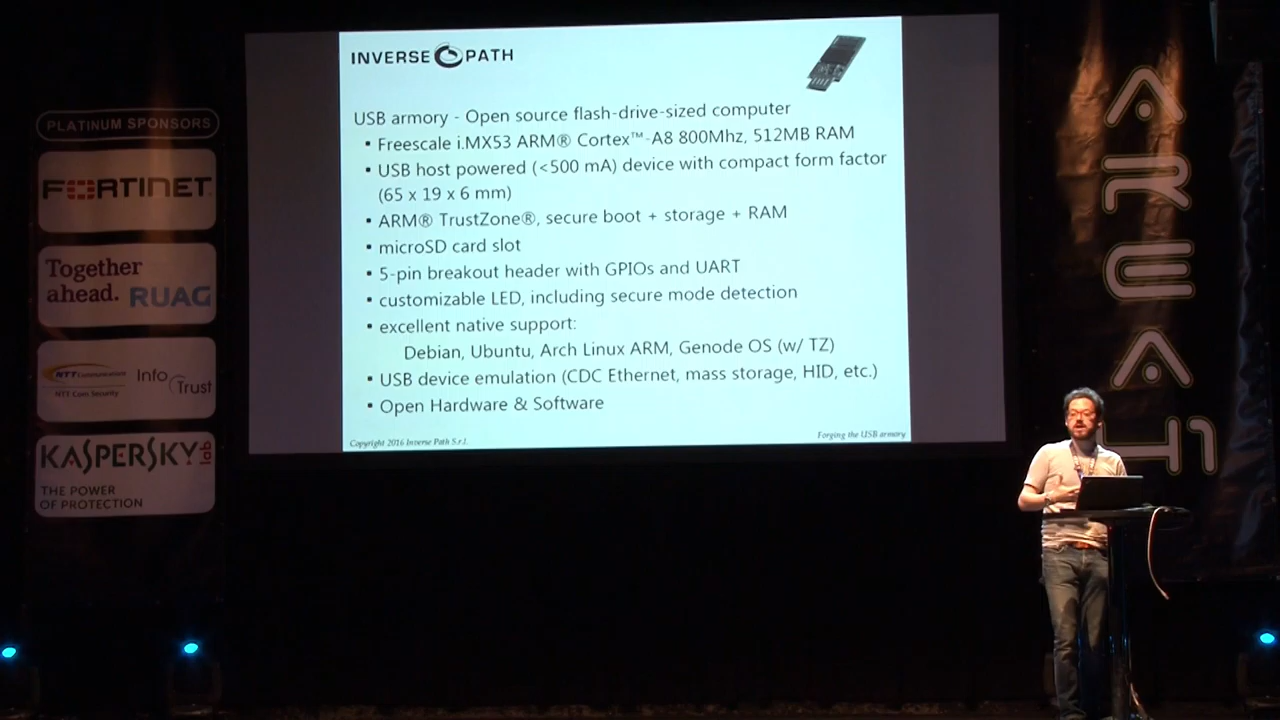 PLATINUM SPONSORS
FORTINET
Together
ahead. RUAG
NTT Communications
NTT Com Security
Info Trust
KASPERSKY lab
THE POWER
OF PROTECTION
INVERSE PATH
USB armory - Open source flash-drive-sized computer
▪ Freescale i.MX53 ARM® Cortex™-A8 800Mhz, 512MB RAM
▪ USB host powered (<500 mA) device with compact form factor
(65 x 19 x 6 mm)
▪ ARM® TrustZone®, secure boot + storage + RAM
▪ microSD card slot
▪ 5-pin breakout header with GPIOs and UART
▪ customizable LED, including secure mode detection
▪ excellent native support:
Debian, Ubuntu, Arch Linux ARM, Genode OS (w/ TZ)
▪ USB device emulation (CDC Ethernet, mass storage, HID, etc.)
▪ Open Hardware & Software
Copyright 2016 Inverse Path S.r.l.
Forging the USB armory